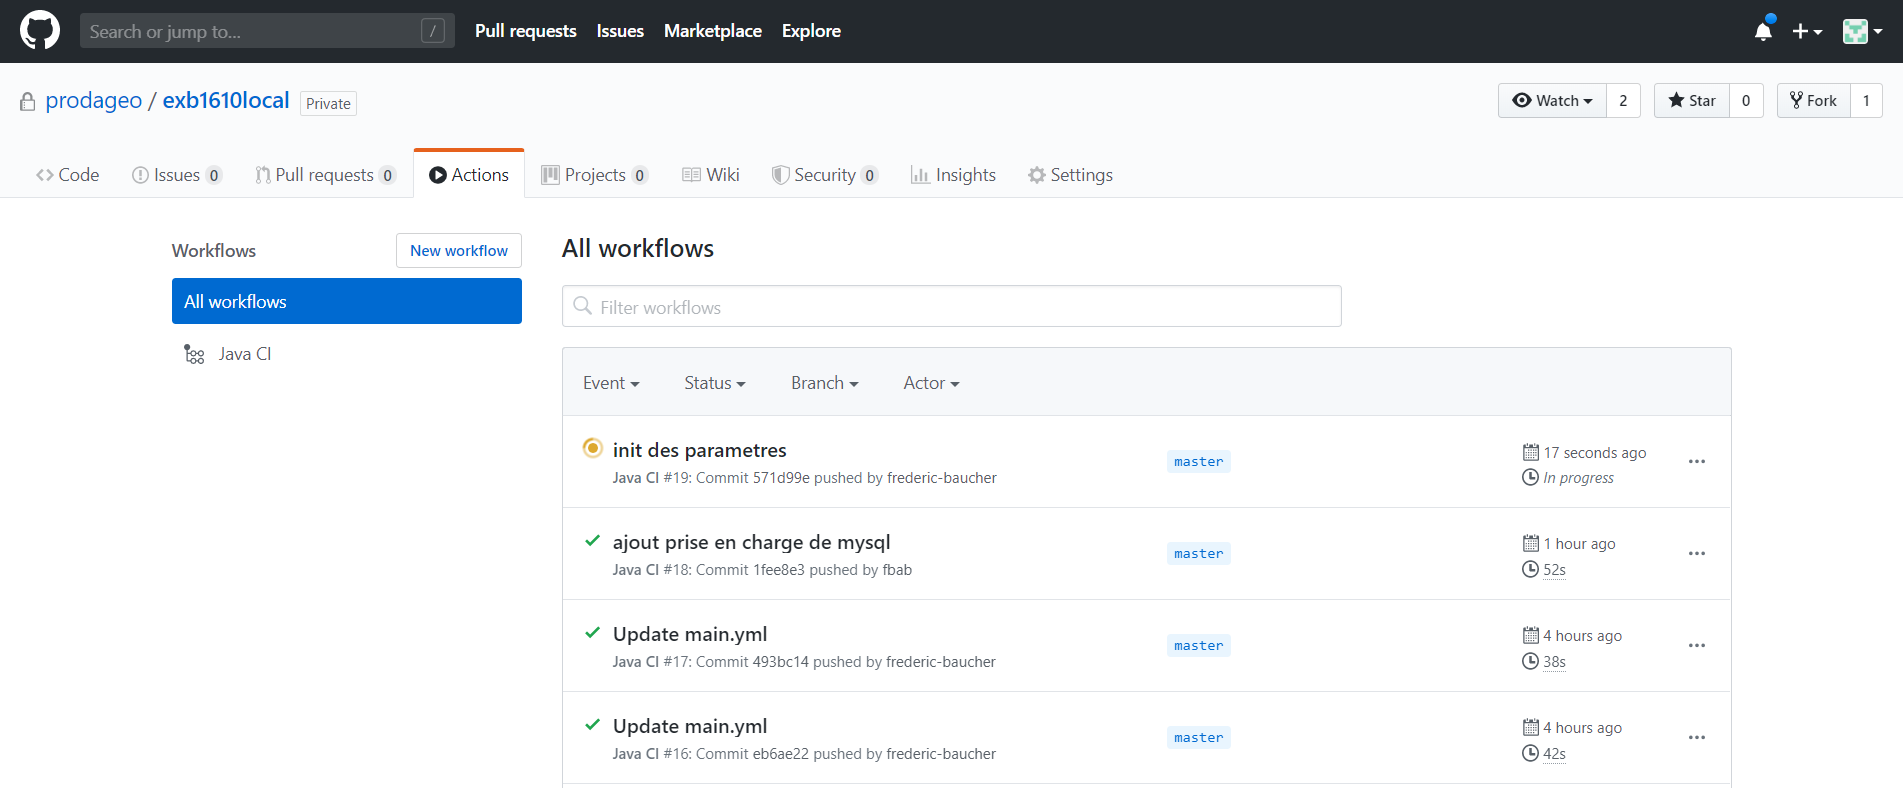 Search or jump to... / Pull requests Issues Marketplace Explore
prodageo / exb1610local Private Watch 2 Star 0 Fork 1
Code Issues 0 Pull requests 0 Actions Projects 0 Wiki Security 0 Insights Settings
Workflows New workflow
All workflows
Java CI
All workflows
Filter workflows
Event Status Branch Actor
init des parametres
Java CI #19: Commit 571d99e pushed by frederic-baucher
master
17 seconds ago
In progress
ajout prise en charge de mysql
Java CI #18: Commit 1fee8e3 pushed by fbab
master
1 hour ago
52s
Update main.yml
Java CI #17: Commit 493bc14 pushed by frederic-baucher
master
4 hours ago
38s
Update main.yml
Java CI #16: Commit eb6ae22 pushed by frederic-baucher
master
4 hours ago
42s